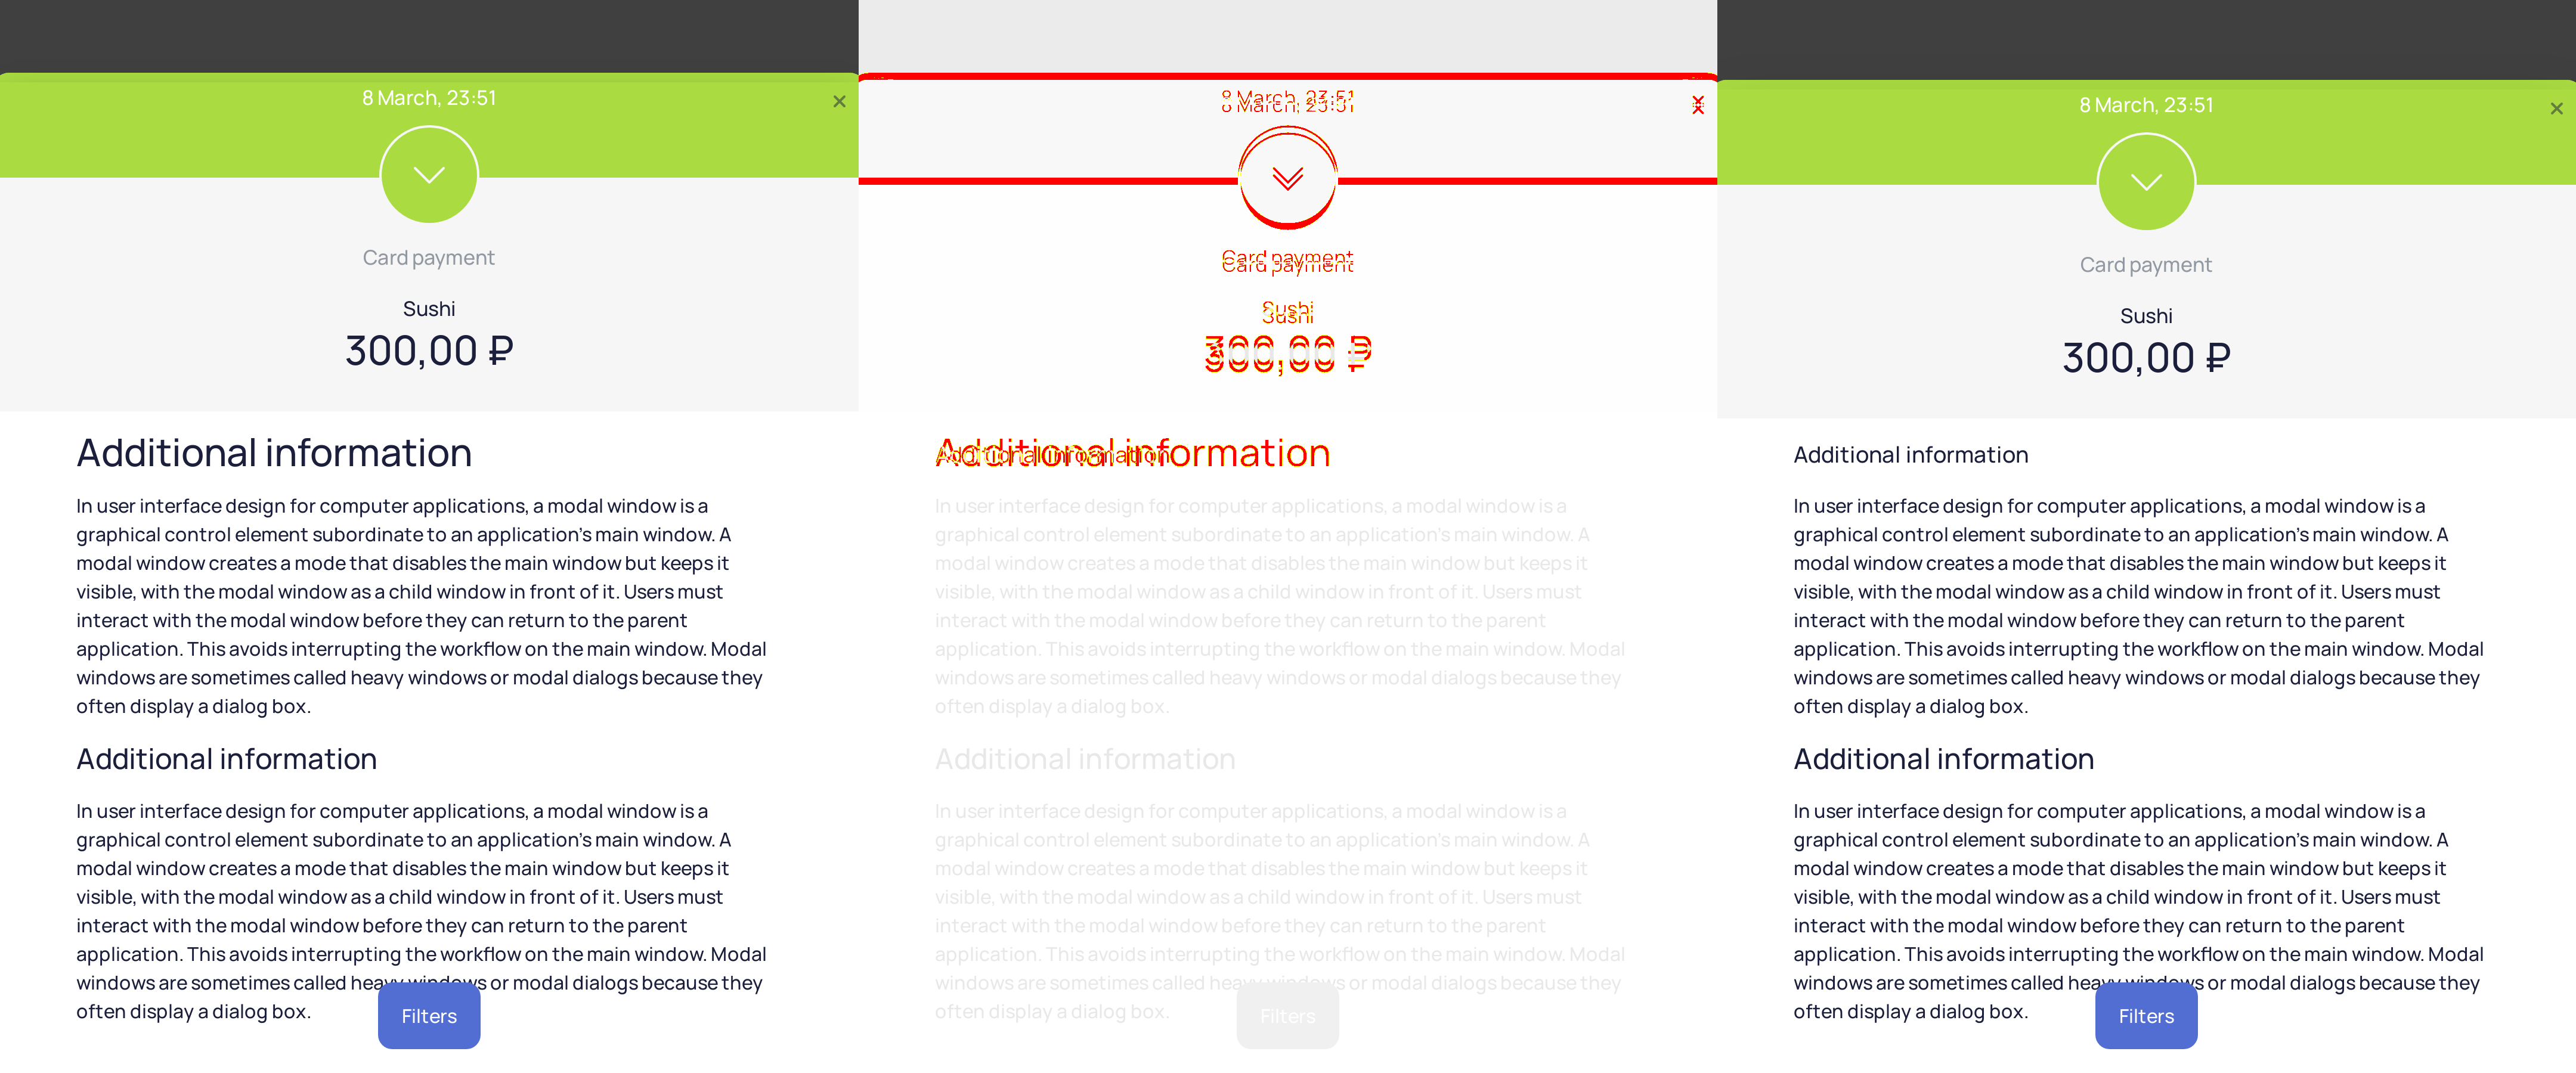 8 March, 23:51
Card payment
Sushi
300,00 ₽
Additional information
In user interface design for computer applications, a modal window is a
graphical control element subordinate to an application's main window. A
modal window creates a mode that disables the main window but keeps it
visible, with the modal window as a child window in front of it. Users must
interact with the modal window before they can return to the parent
application. This avoids interrupting the workflow on the main window. Modal
windows are sometimes called heavy windows or modal dialogs because they
often display a dialog box.
Additional information
In user interface design for computer applications, a modal window is a
graphical control element subordinate to an application's main window. A
modal window creates a mode that disables the main window but keeps it
visible, with the modal window as a child window in front of it. Users must
interact with the modal window before they can return to the parent
application. This avoids interrupting the workflow on the main window. Modal
windows are sometimes called heavy windows or modal dialogs because they
often display a dialog box.
Filters
8 March, 23:51
Card payment
Sushi
300,00 ₽
Additional information
In user interface design for computer applications, a modal window is a
graphical control element subordinate to an application's main window. A
modal window creates a mode that disables the main window but keeps it
visible, with the modal window as a child window in front of it. Users must
interact with the modal window before they can return to the parent
application. This avoids interrupting the workflow on the main window. Modal
windows are sometimes called heavy windows or modal dialogs because they
often display a dialog box.
Additional information
In user interface design for computer applications, a modal window is a
graphical control element subordinate to an application's main window. A
modal window creates a mode that disables the main window but keeps it
visible, with the modal window as a child window in front of it. Users must
interact with the modal window before they can return to the parent
application. This avoids interrupting the workflow on the main window. Modal
windows are sometimes called heavy windows or modal dialogs because they
often display a dialog box.
Filters
8 March, 23:51
Card payment
Sushi
300,00 ₽
Additional information
In user interface design for computer applications, a modal window is a
graphical control element subordinate to an application's main window. A
modal window creates a mode that disables the main window but keeps it
visible, with the modal window as a child window in front of it. Users must
interact with the modal window before they can return to the parent
application. This avoids interrupting the workflow on the main window. Modal
windows are sometimes called heavy windows or modal dialogs because they
often display a dialog box.
Additional information
In user interface design for computer applications, a modal window is a
graphical control element subordinate to an application's main window. A
modal window creates a mode that disables the main window but keeps it
visible, with the modal window as a child window in front of it. Users must
interact with the modal window before they can return to the parent
application. This avoids interrupting the workflow on the main window. Modal
windows are sometimes called heavy windows or modal dialogs because they
often display a dialog box.
Filters